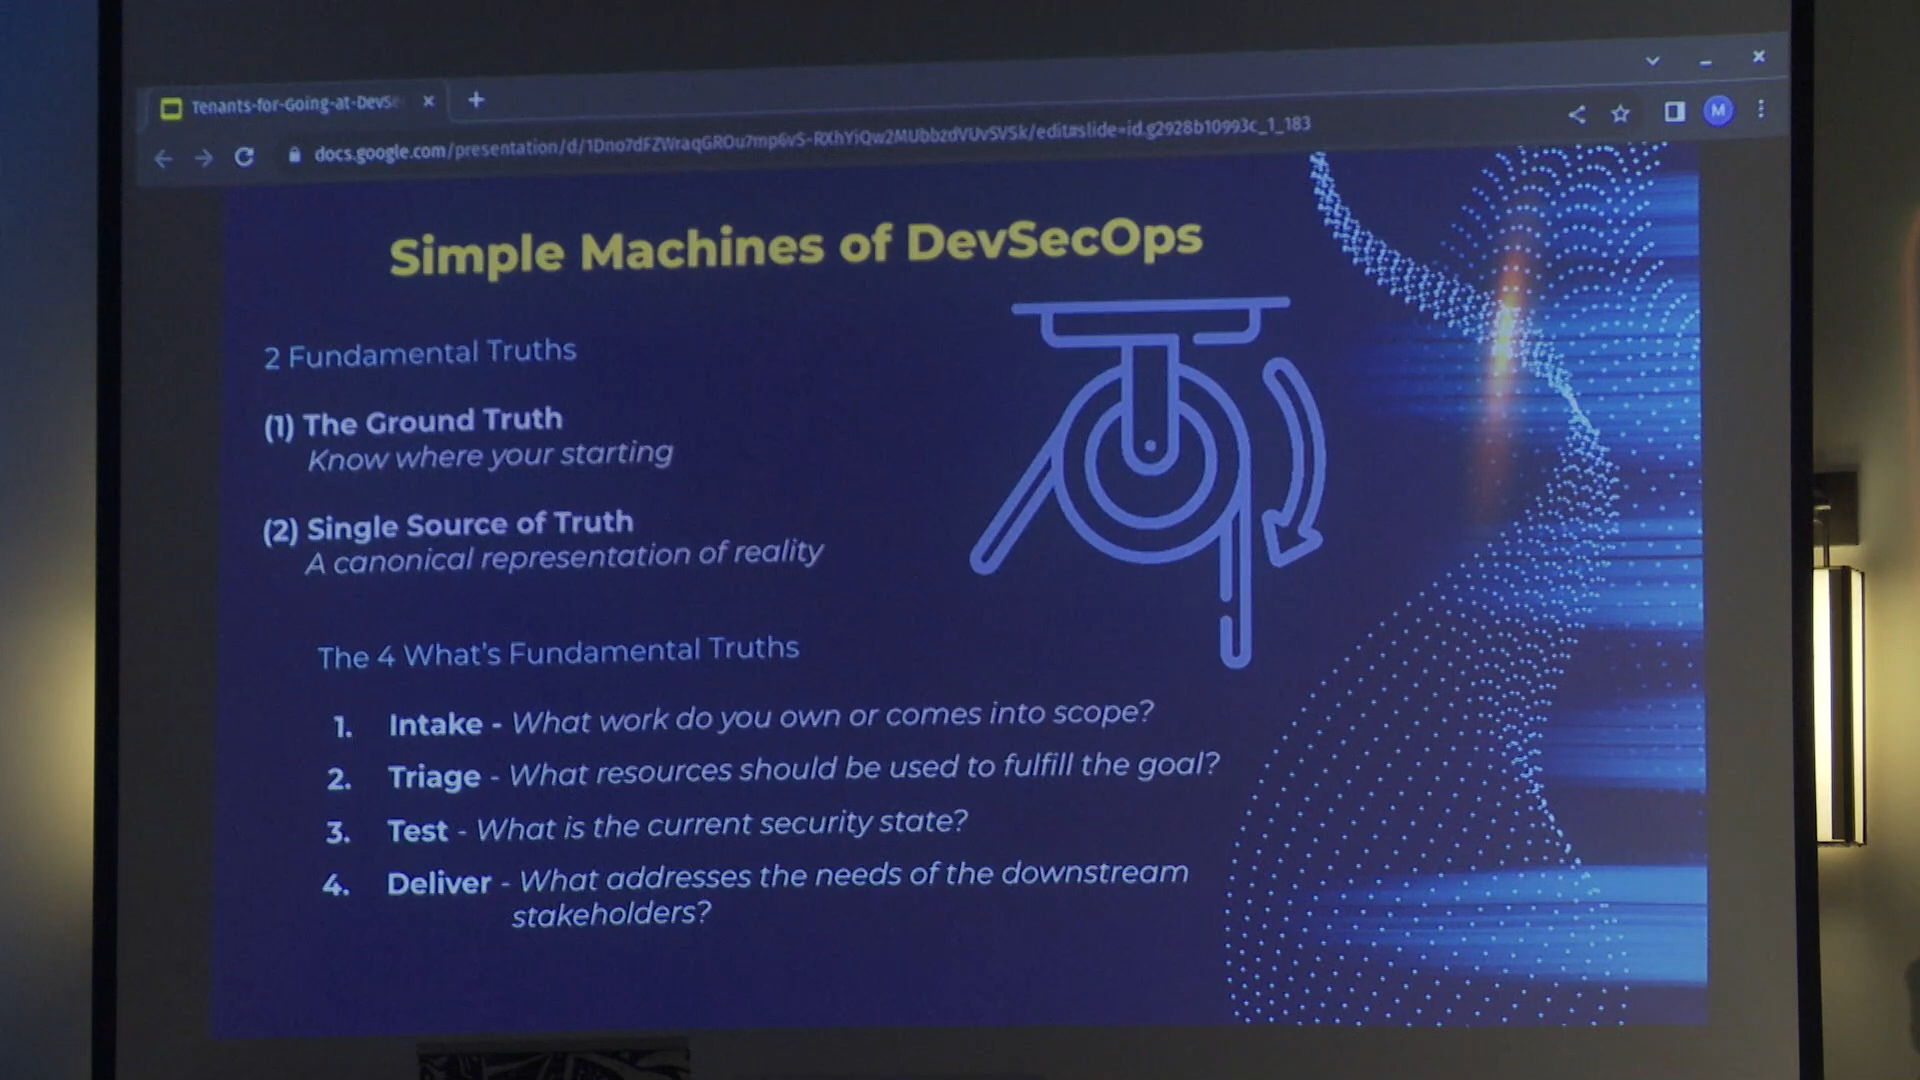 Tenants-for-Going-at-DevSe
docs.google.com/presentation/d/1Dno7dFZWraqGROu7mp6vS-RXhYiQw2MUbbzdVUvSVSk/edit#slide=id.g2928b10993c_1_183
M
Simple Machines of DevSecOps
2 Fundamental Truths
(1) The Ground Truth
Know where your starting
(2) Single Source of Truth
A canonical representation of reality
The 4 What's Fundamental Truths
1. Intake - What work do you own or comes into scope?
2. Triage - What resources should be used to fulfill the goal?
3. Test - What is the current security state?
4. Deliver - What addresses the needs of the downstream
stakeholders?